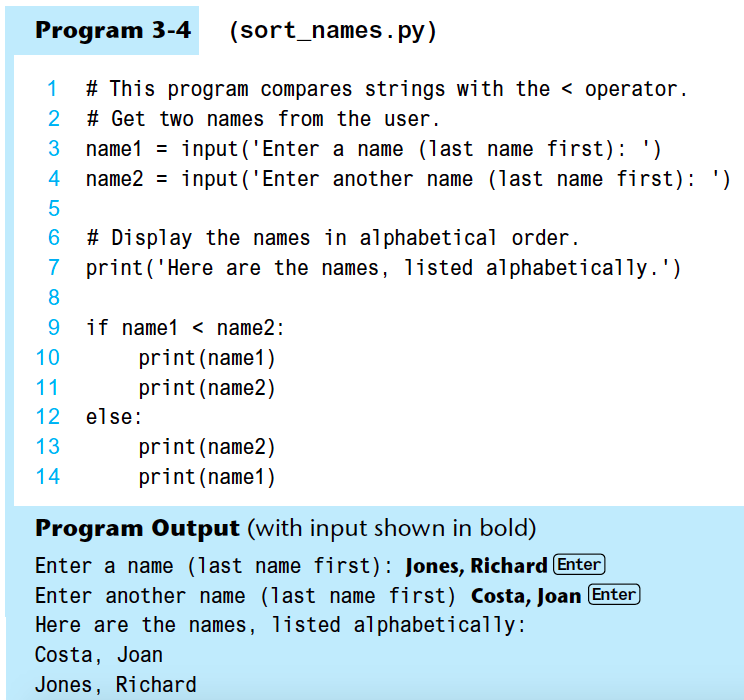 Program 3-4 (sort_names.py)
1 # This program compares strings with the < operator.
2 # Get two names from the user.
3 name1 = input('Enter a name (last name first): ')
4 name2 = input('Enter another name (last name first): ')
5
6 # Display the names in alphabetical order.
7 print('Here are the names, listed alphabetically.')
8
9 if name1 < name2:
10     print(name1)
11     print(name2)
12 else:
13     print(name2)
14     print(name1)
Program Output (with input shown in bold)
Enter a name (last name first): Jones, Richard Enter
Enter another name (last name first) Costa, Joan Enter
Here are the names, listed alphabetically:
Costa, Joan
Jones, Richard